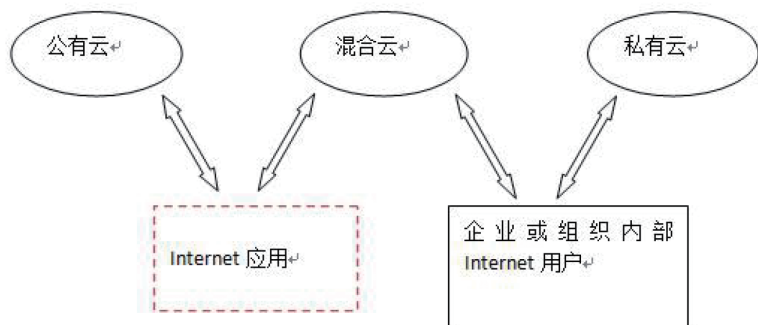 公有云↵
混合云↵
私有云↵
Internet 应用↵
企业或组织内部
Internet 用户↵